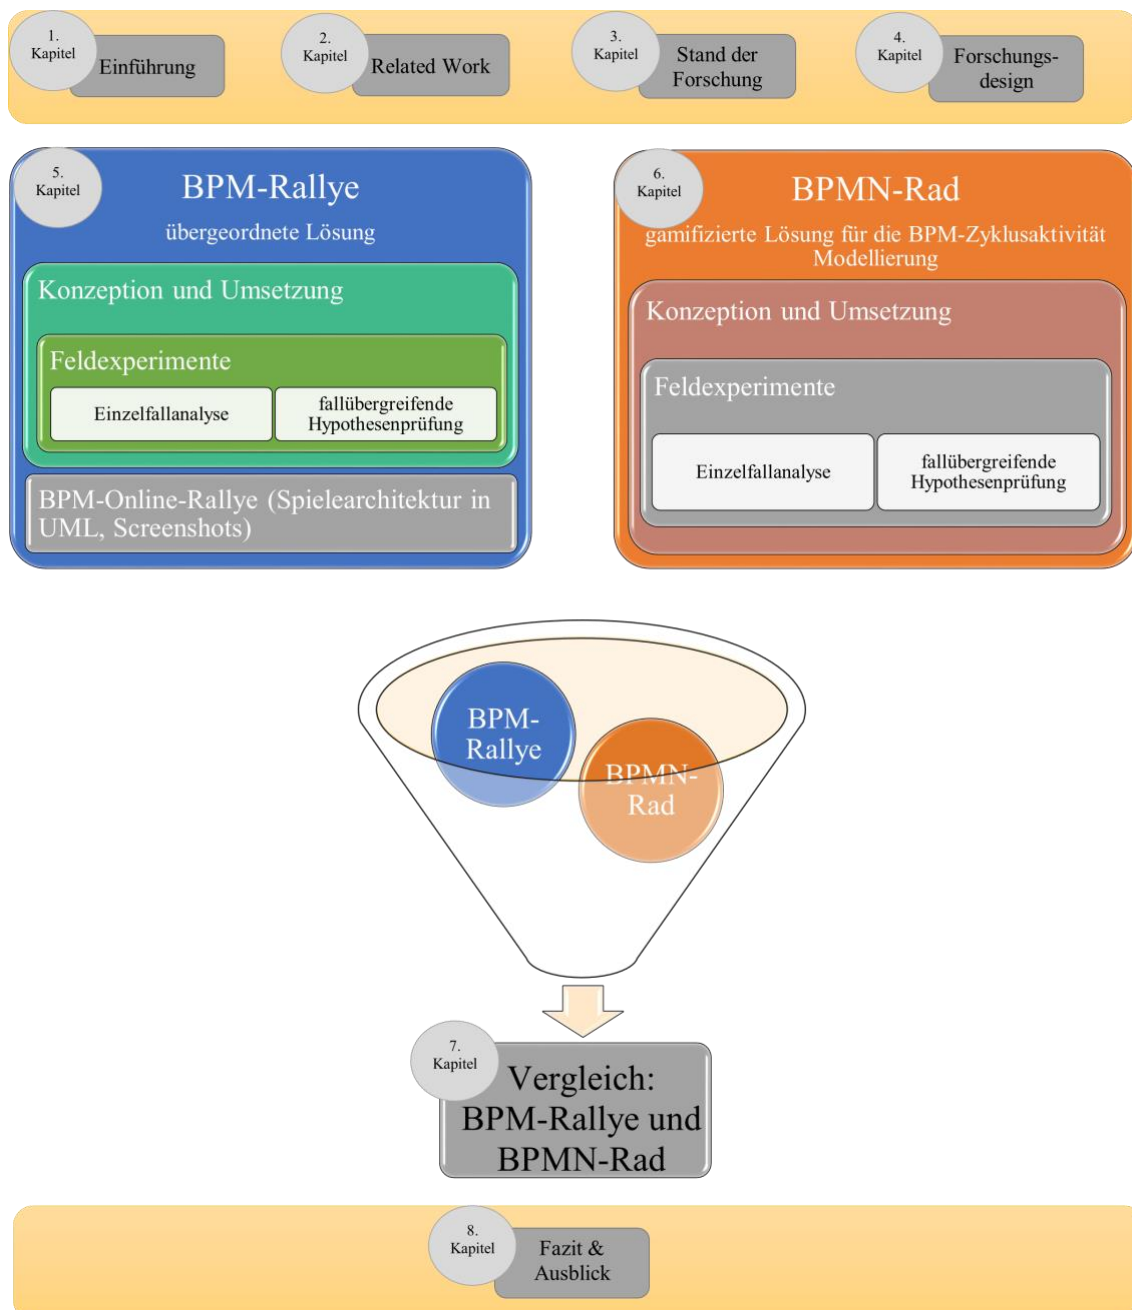 1.
Kapitel
Einführung
2.
Kapitel
Related Work
3.
Kapitel
Stand der
Forschung
4.
Kapitel
Forschungs-
design
5.
Kapitel
BPM-Rallye
übergeordnete Lösung
Konzeption und Umsetzung
Feldexperimente
Einzelfallanalyse
fallübergreifende
Hypothesenprüfung
BPM-Online-Rallye (Spielearchitektur in
UML, Screenshots)
6.
Kapitel
BPMN-Rad
gamifizierte Lösung für die BPM-Zyklusaktivität
Modellierung
Konzeption und Umsetzung
Feldexperimente
Einzelfallanalyse
fallübergreifende
Hypothesenprüfung
BPM-
Rallye
BPMN-
Rad
7.
Kapitel
Vergleich:
BPM-Rallye und
BPMN-Rad
8.
Kapitel
Fazit &
Ausblick